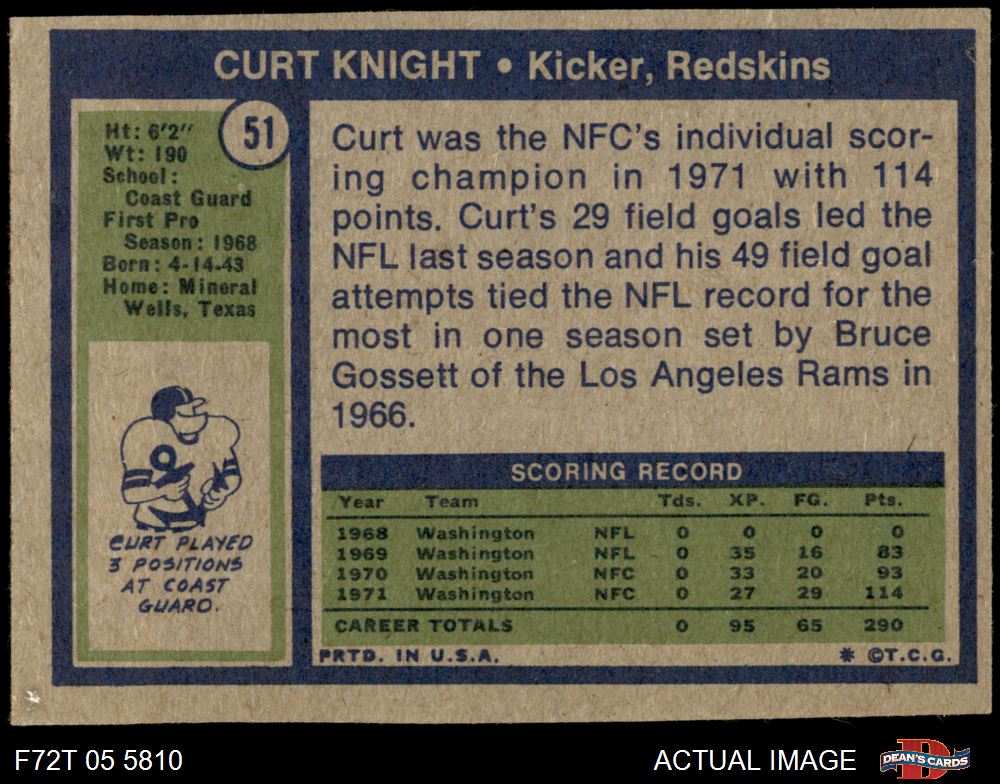 CURT KNIGHT • Kicker, Redskins
51
Ht: 6'2"
Wt: 190
School:
Coast Guard
First Pro
Season: 1968
Born: 4-14-43
Home: Mineral
Wells, Texas
CURT PLAYED
3 POSITIONS
AT COAST
GUARD.
Curt was the NFC's individual scor-
ing champion in 1971 with 114
points. Curt's 29 field goals led the
NFL last season and his 49 field goal
attempts tied the NFL record for the
most in one season set by Bruce
Gossett of the Los Angeles Rams in
1966.
SCORING RECORD
Year Team Tds. XP. FG. Pts.
1968 Washington NFL 0 0 0 0
1969 Washington NFL 0 35 16 83
1970 Washington NFC 0 33 20 93
1971 Washington NFC 0 27 29 114
CAREER TOTALS 0 95 65 290
PRTD. IN U.S.A. * ©T.C.G.
F72T 05 5810 ACTUAL IMAGE
D
DEAN'S CARDS